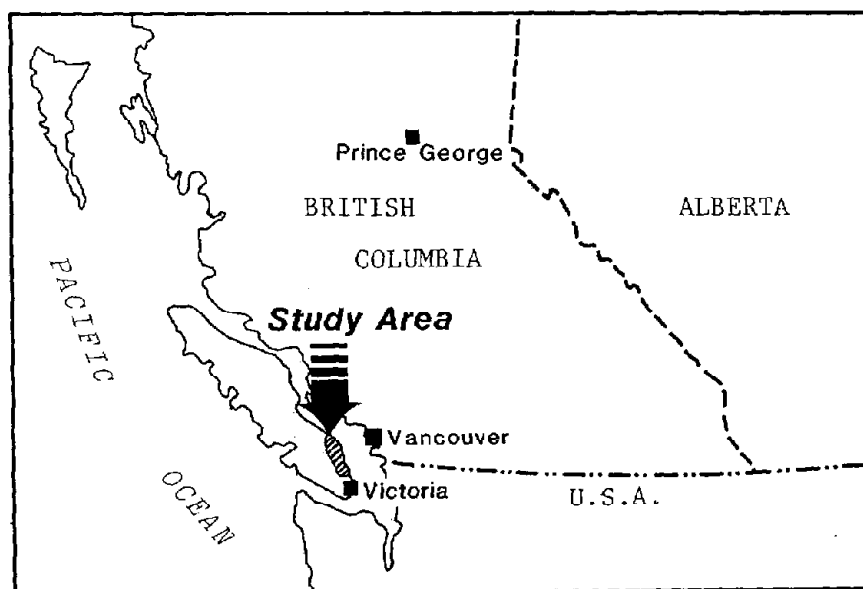 Prince George
BRITISH
COLUMBIA
ALBERTA
PACIFIC
OCEAN
Study Area
Vancouver
Victoria
U.S.A.